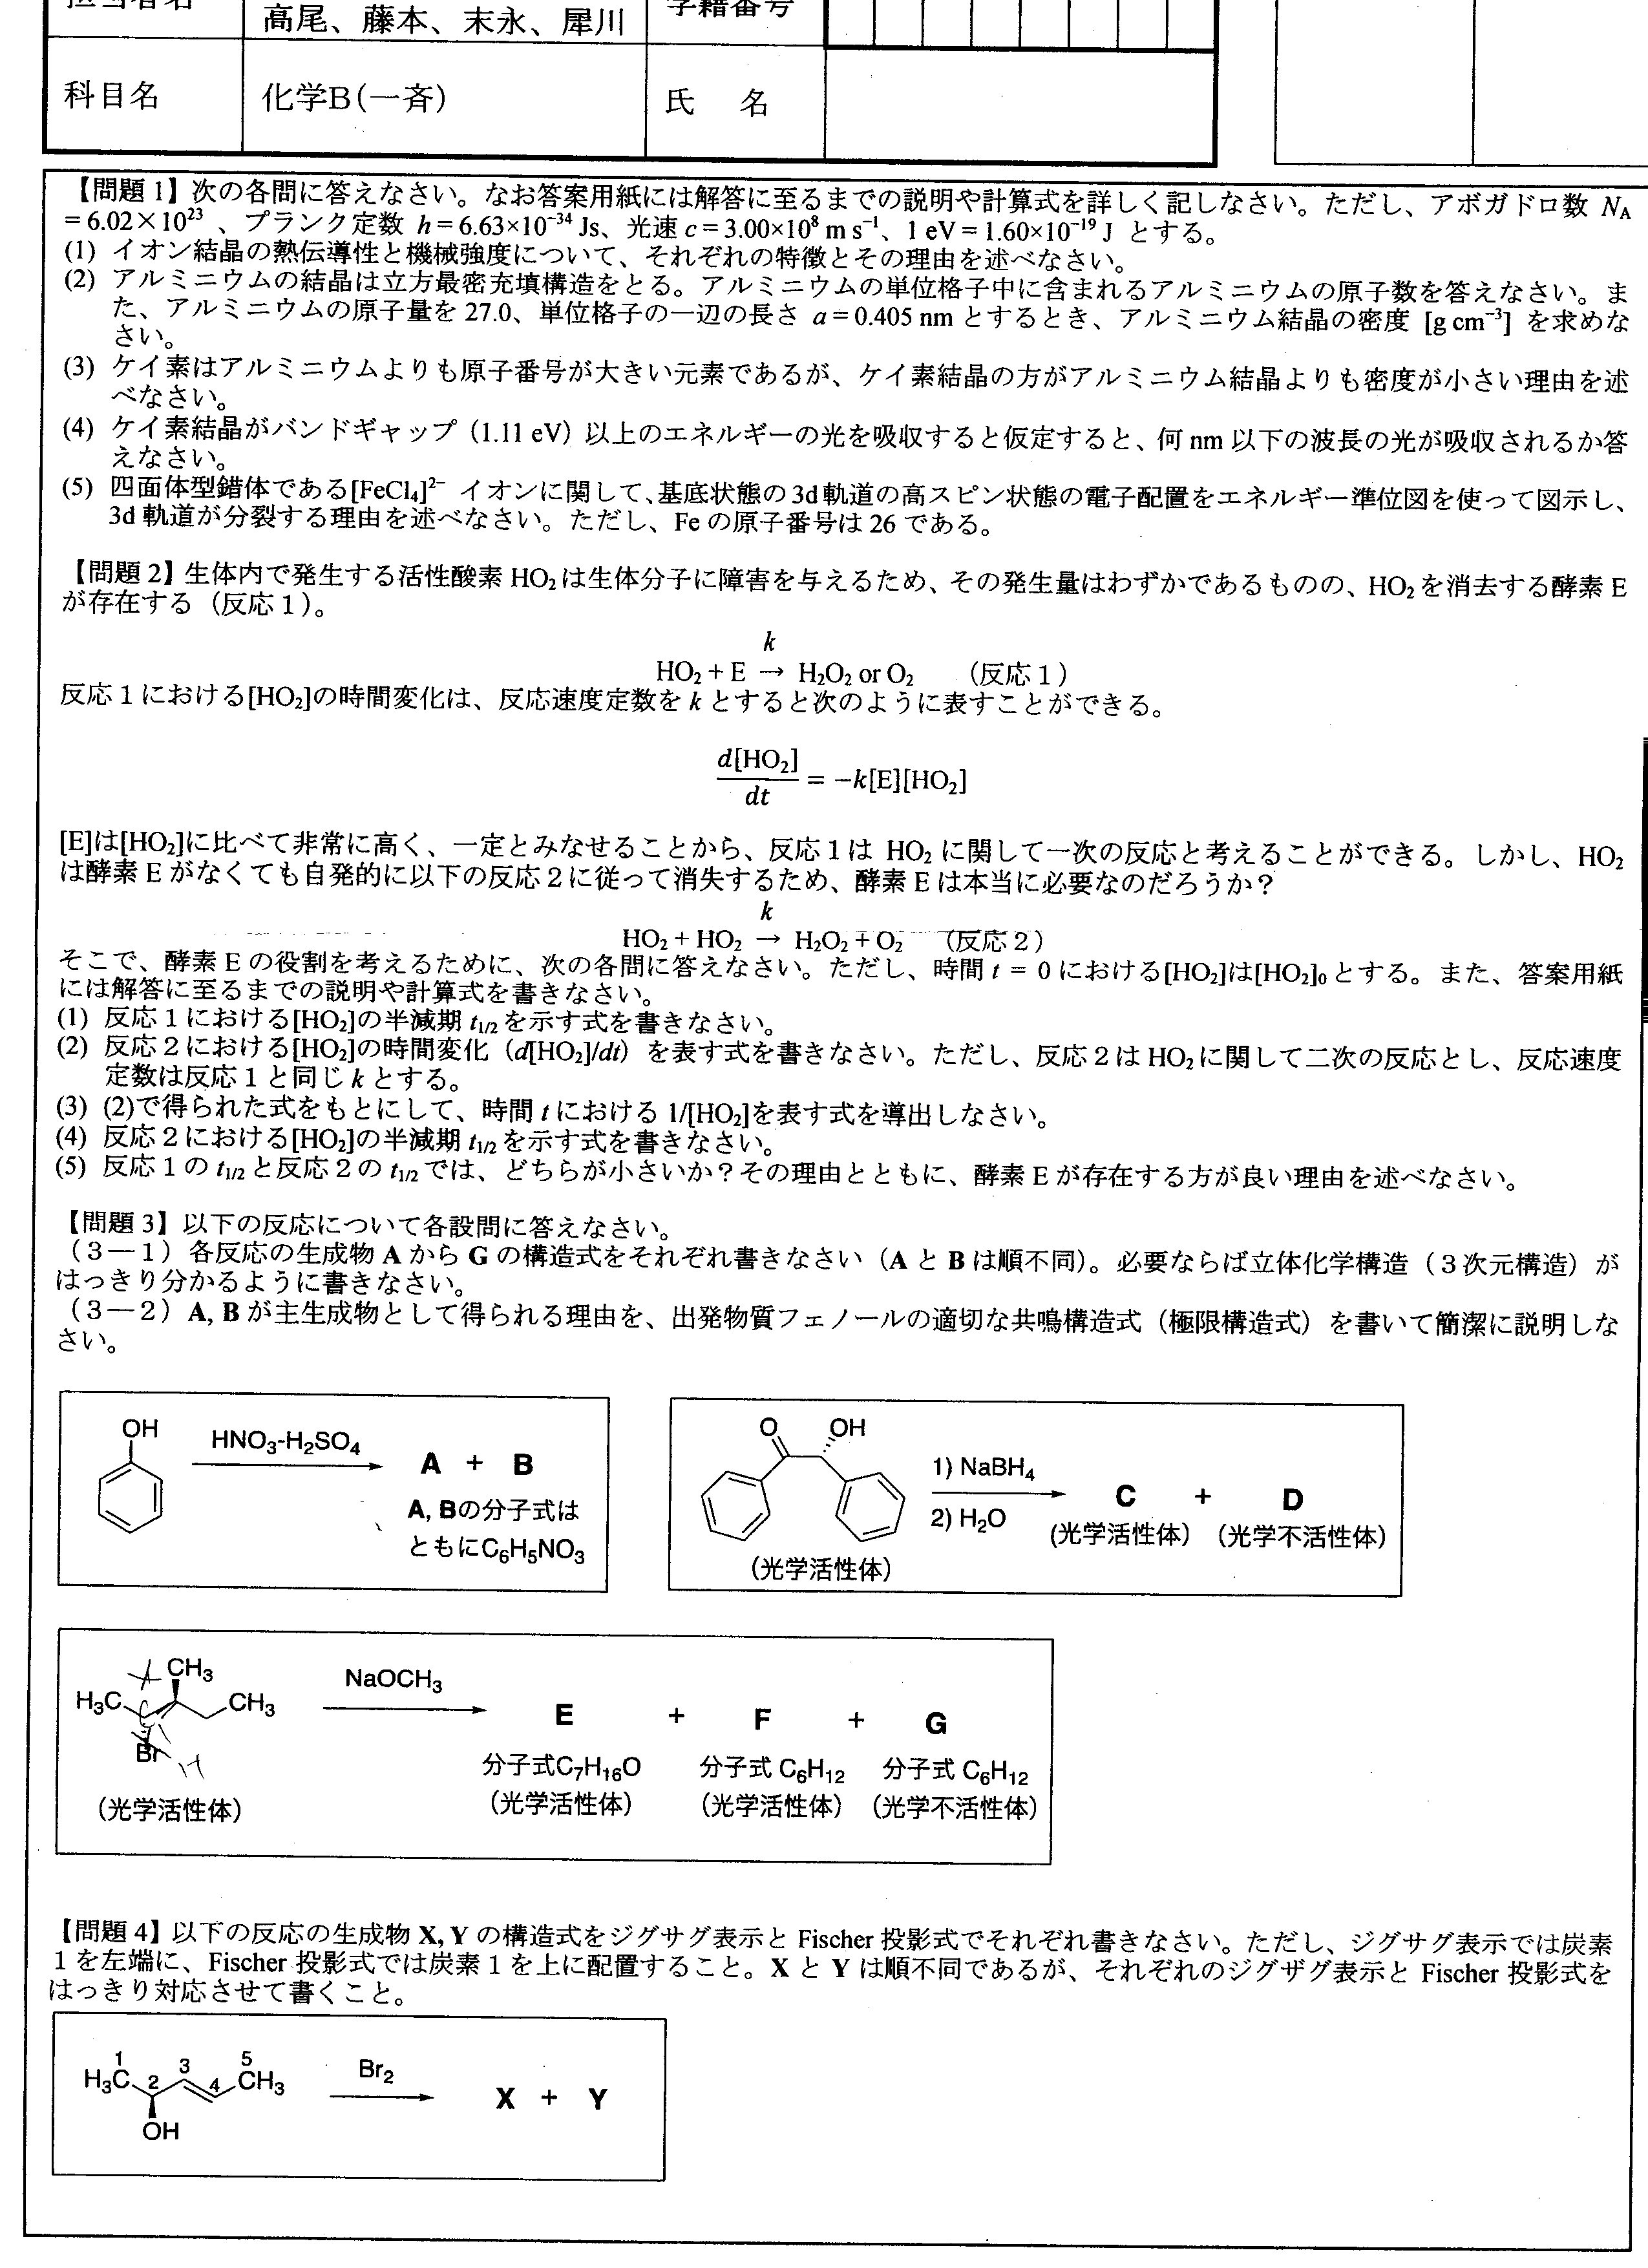 担当者名
高尾、藤本、末永、犀川
学籍番号
科目名
化学B(一斉)
氏 名
【問題1】次の各問に答えなさい。なお答案用紙には解答に至るまでの説明や計算式を詳しく記しなさい。ただし、アボガドロ数 N_A
=6.02×10²³ 、プランク定数 h=6.63×10⁻³⁴ Js、光速 c=3.00×10⁸ m s⁻¹、1 eV=1.60×10⁻¹⁹ J とする。
(1) イオン結晶の熱伝導性と機械強度について、それぞれの特徴とその理由を述べなさい。
(2) アルミニウムの結晶は立方最密充填構造をとる。アルミニウムの単位格子中に含まれるアルミニウムの原子数を答えなさい。ま
た、アルミニウムの原子量を 27.0、単位格子の一辺の長さ a=0.405 nm とするとき、アルミニウム結晶の密度 [g cm⁻³] を求めな
さい。
(3) ケイ素はアルミニウムよりも原子番号が大きい元素であるが、ケイ素結晶の方がアルミニウム結晶よりも密度が小さい理由を述
べなさい。
(4) ケイ素結晶がバンドギャップ（1.11 eV）以上のエネルギーの光を吸収すると仮定すると、何 nm 以下の波長の光が吸収されるか答
えなさい。
(5) 四面体型錯体である[FeCl₄]²⁻ イオンに関して、基底状態の 3d 軌道の高スピン状態の電子配置をエネルギー準位図を使って図示し、
3d 軌道が分裂する理由を述べなさい。ただし、Fe の原子番号は 26 である。
【問題2】生体内で発生する活性酸素 HO₂ は生体分子に障害を与えるため、その発生量はわずかであるものの、HO₂ を消去する酵素 E
が存在する（反応1）。
k
HO₂ + E → H₂O₂ or O₂ （反応1）
反応1における[HO₂]の時間変化は、反応速度定数を k とすると次のように表すことができる。
d[HO₂]/dt = −k[E][HO₂]
[E]は[HO₂]に比べて非常に高く、一定とみなせることから、反応1は HO₂ に関して一次の反応と考えることができる。しかし、HO₂
は酵素 E がなくても自発的に以下の反応2に従って消失するため、酵素 E は本当に必要なのだろうか？
k
HO₂ + HO₂ → H₂O₂ + O₂ （反応2）
そこで、酵素 E の役割を考えるために、次の各問に答えなさい。ただし、時間 t = 0 における[HO₂]は[HO₂]₀とする。また、答案用紙
には解答に至るまでの説明や計算式を書きなさい。
(1) 反応1における[HO₂]の半減期 t₁/₂ を示す式を書きなさい。
(2) 反応2における[HO₂]の時間変化（d[HO₂]/dt）を表す式を書きなさい。ただし、反応2は HO₂ に関して二次の反応とし、反応速度
定数は反応1と同じ k とする。
(3) (2)で得られた式をもとにして、時間 t における 1/[HO₂]を表す式を導出しなさい。
(4) 反応2における[HO₂]の半減期 t₁/₂ を示す式を書きなさい。
(5) 反応1の t₁/₂ と反応2の t₁/₂ では、どちらが小さいか？その理由とともに、酵素 E が存在する方が良い理由を述べなさい。
【問題3】以下の反応について各設問に答えなさい。
（3－1）各反応の生成物 A から G の構造式をそれぞれ書きなさい（A と B は順不同）。必要ならば立体化学構造（3次元構造）が
はっきり分かるように書きなさい。
（3－2）A, B が主生成物として得られる理由を、出発物質フェノールの適切な共鳴構造式（極限構造式）を書いて簡潔に説明しな
さい。
OH
HNO₃-H₂SO₄
A + B
A, Bの分子式は
ともにC₆H₅NO₃
O OH
(光学活性体)
1) NaBH₄
2) H₂O
C + D
(光学活性体) (光学不活性体)
CH₃
H₃C CH₃
Br H
(光学活性体)
NaOCH₃
E + F + G
分子式C₇H₁₆O 分子式 C₆H₁₂ 分子式 C₆H₁₂
(光学活性体) (光学活性体) (光学不活性体)
【問題4】以下の反応の生成物 X, Y の構造式をジグサグ表示と Fischer 投影式でそれぞれ書きなさい。ただし、ジグサグ表示では炭素
1 を左端に、Fischer 投影式では炭素 1 を上に配置すること。X と Y は順不同であるが、それぞれのジグザグ表示と Fischer 投影式を
はっきり対応させて書くこと。
1 3 5
H₃C 2 4 CH₃
OH
Br₂
X + Y